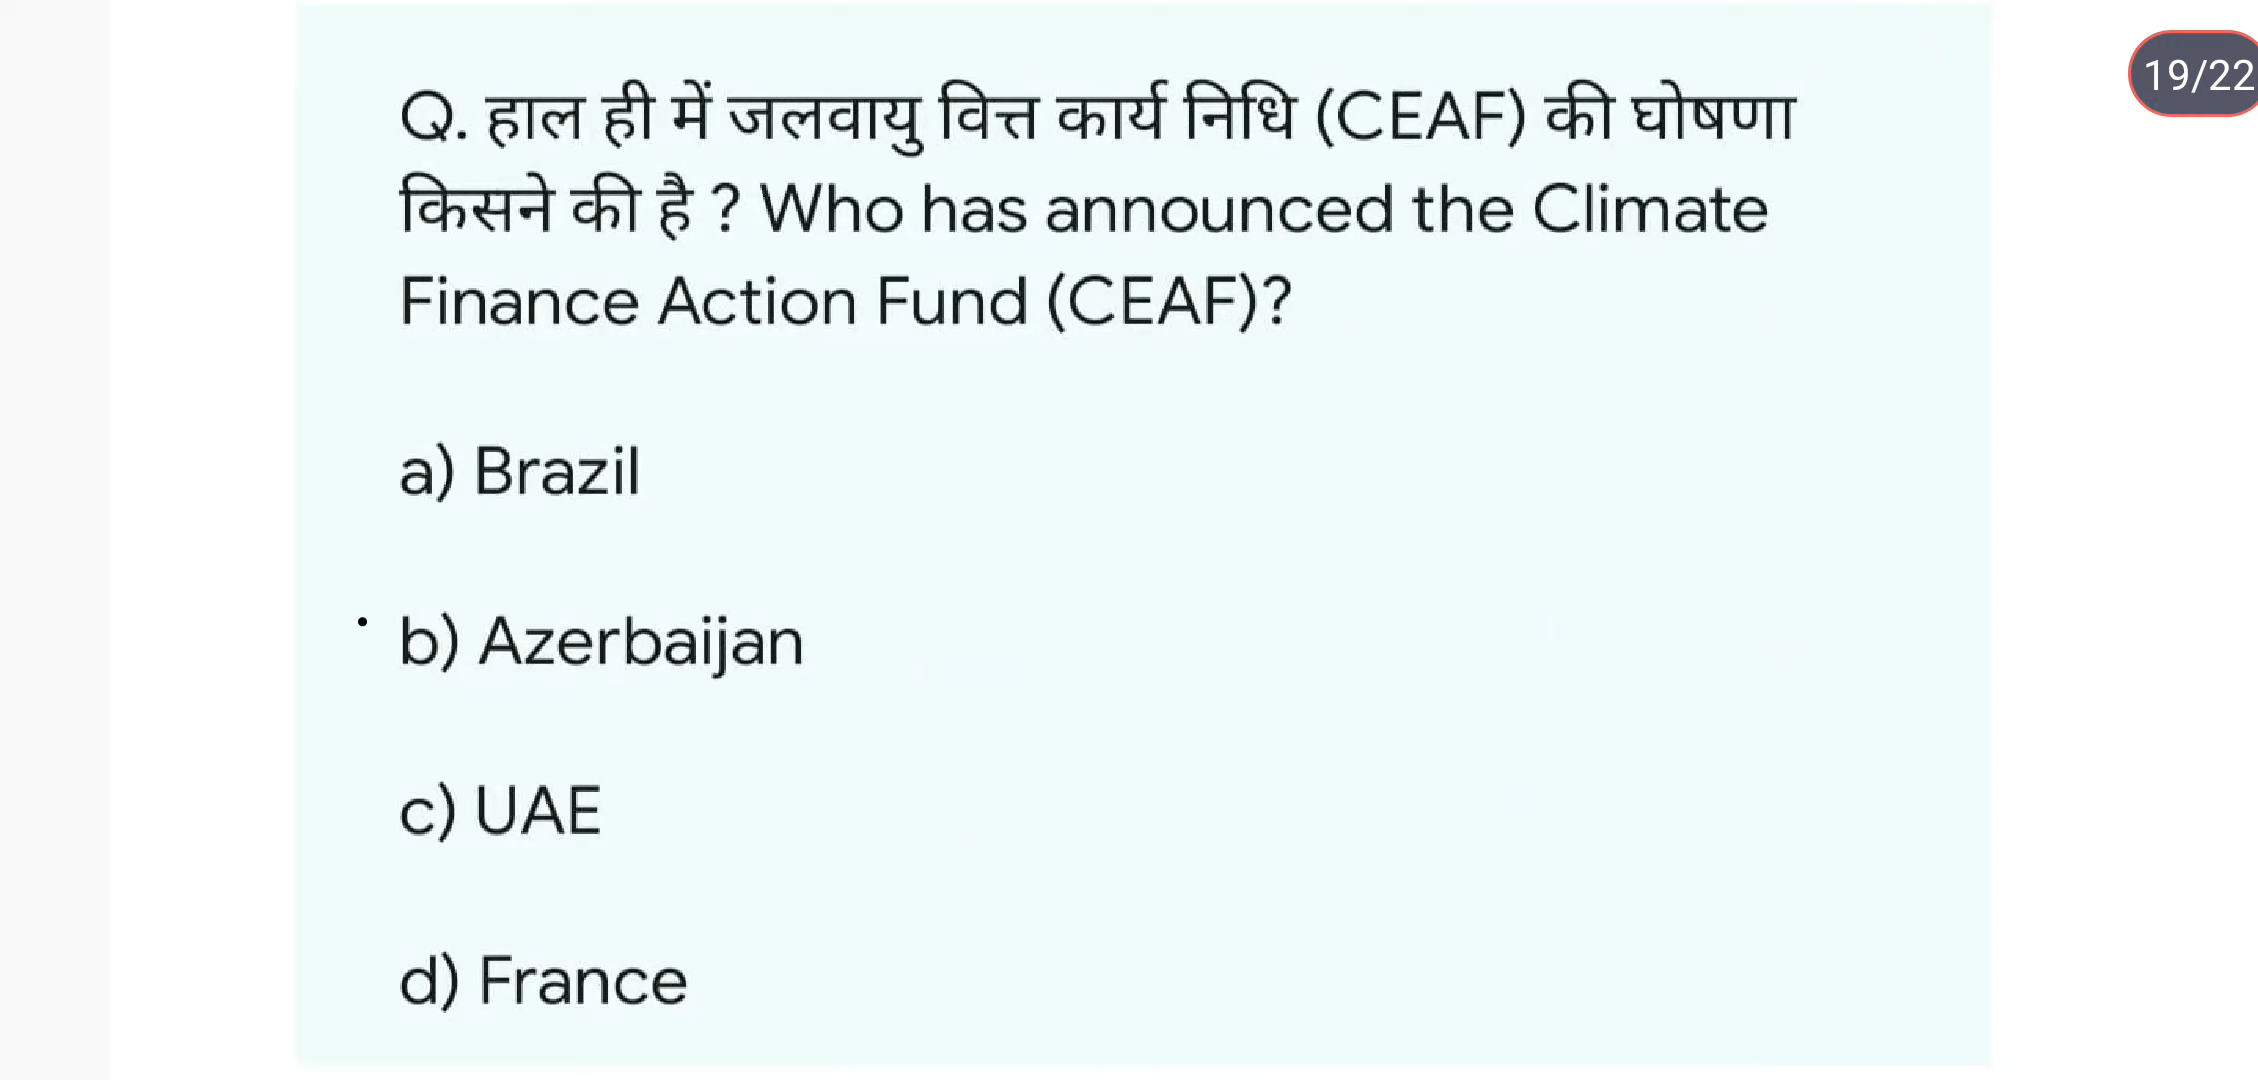 19/22
Q. हाल ही में जलवायु वित्त कार्य निधि (CEAF) की घोषणा
किसने की है ? Who has announced the Climate
Finance Action Fund (CEAF)?
a) Brazil
b) Azerbaijan
c) UAE
d) France